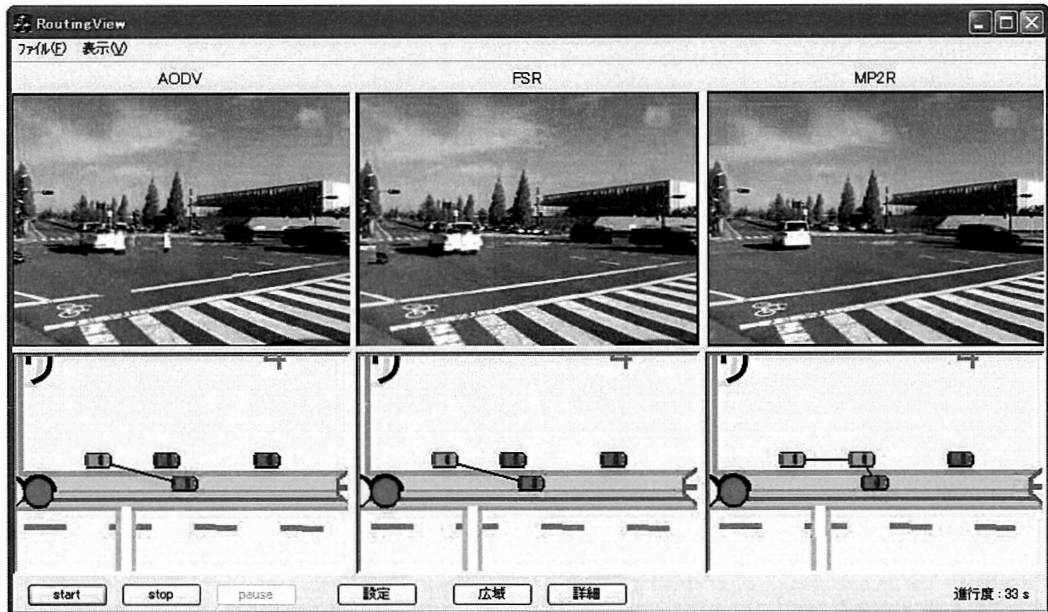 RoutingView
ファイル(F) 表示(V)
AODV FSR MP2R
start stop pause 設定 広域 詳細 進行度：33 s